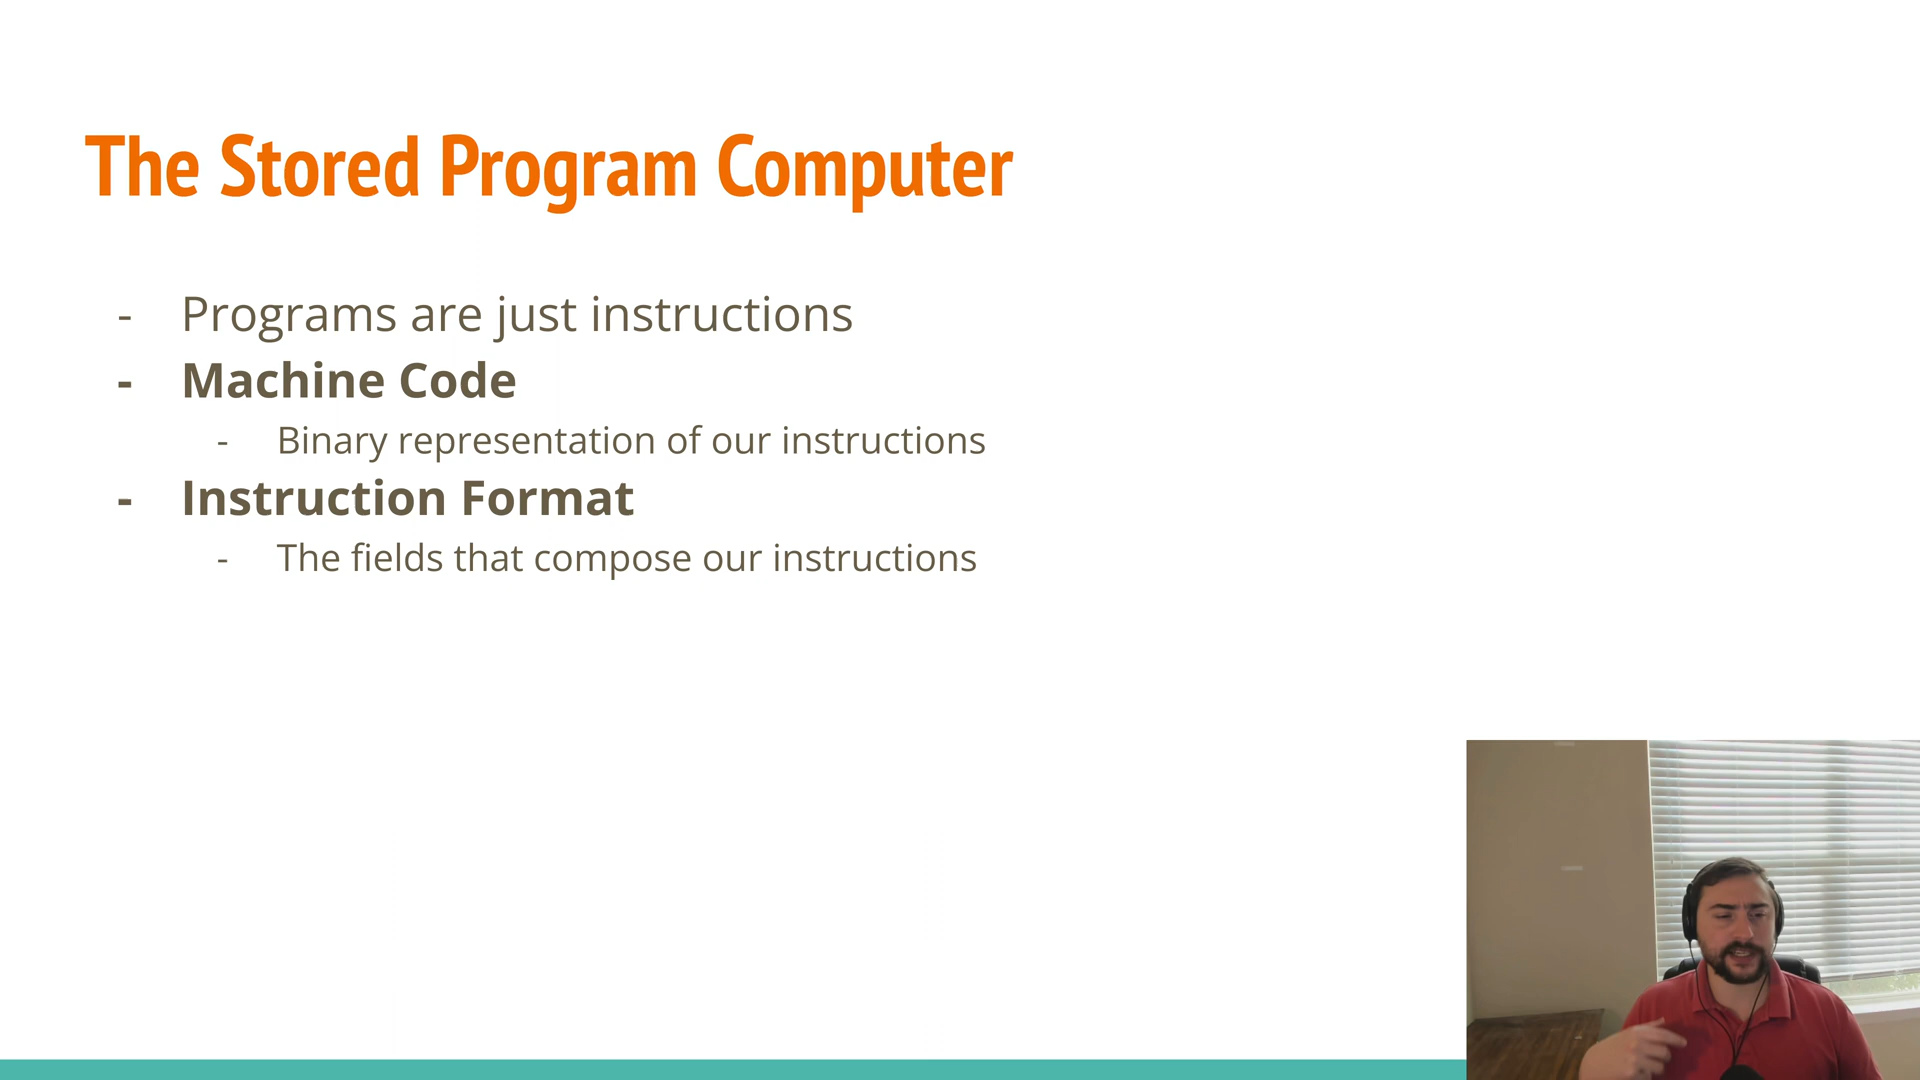 The Stored Program Computer
- Programs are just instructions
- Machine Code
- Binary representation of our instructions
- Instruction Format
- The fields that compose our instructions